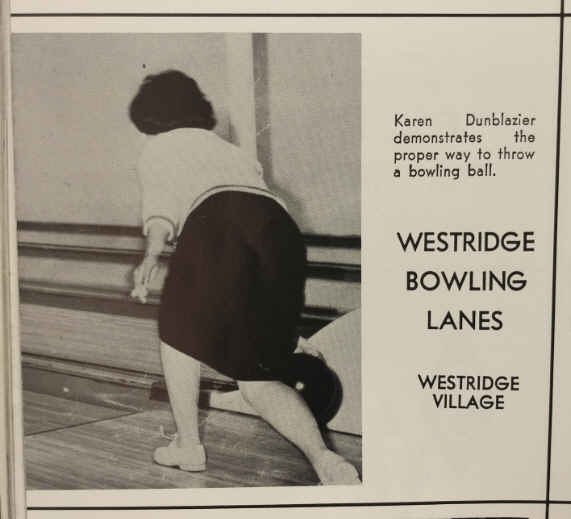 Karen Dunblazier
demonstrates the
proper way to throw
a bowling ball.
WESTRIDGE
BOWLING
LANES
WESTRIDGE
VILLAGE